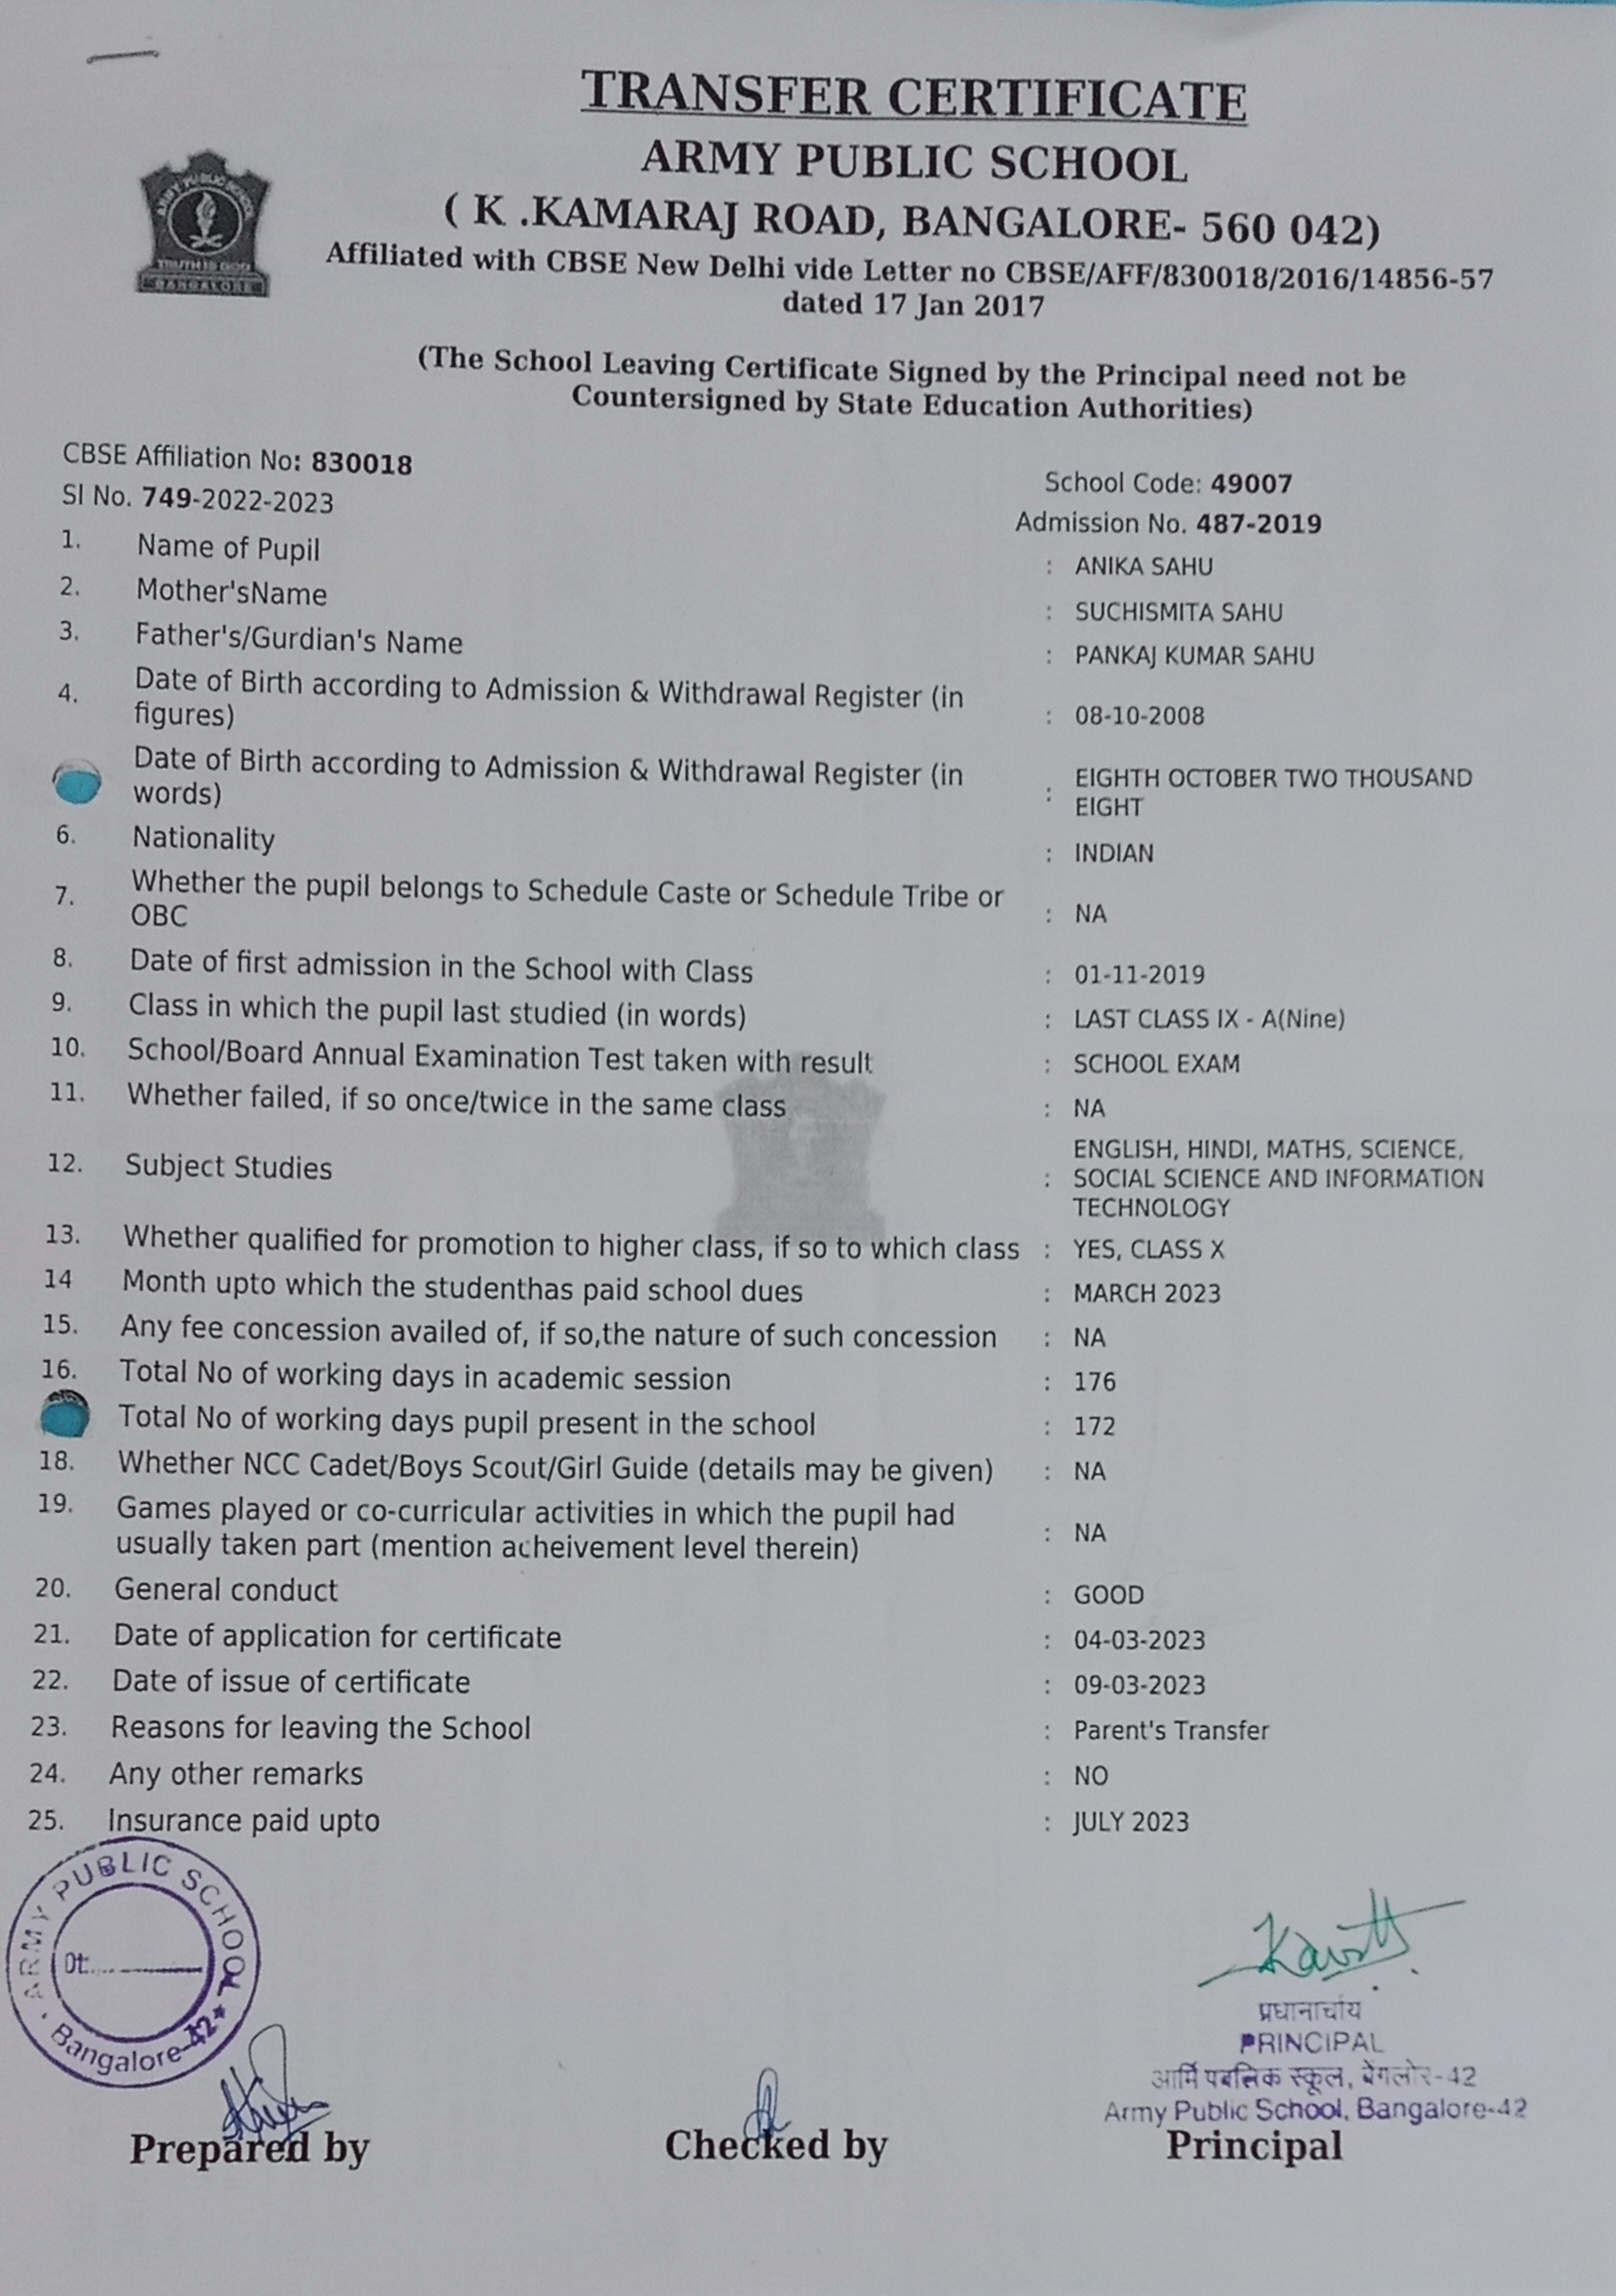 TRANSFER CERTIFICATE
ARMY PUBLIC SCHOOL
( K .KAMARAJ ROAD, BANGALORE- 560 042)
Affiliated with CBSE New Delhi vide Letter no CBSE/AFF/830018/2016/14856-57
dated 17 Jan 2017
ARMY PUBLIC SCHOOL
TRUTH IS GOD
BANGALORE
(The School Leaving Certificate Signed by the Principal need not be
Countersigned by State Education Authorities)
CBSE Affiliation No: 830018
School Code: 49007
Sl No. 749-2022-2023
Admission No. 487-2019
1. Name of Pupil : ANIKA SAHU
2. Mother'sName : SUCHISMITA SAHU
3. Father's/Gurdian's Name : PANKAJ KUMAR SAHU
4. Date of Birth according to Admission & Withdrawal Register (in
figures) : 08-10-2008
Date of Birth according to Admission & Withdrawal Register (in
words) : EIGHTH OCTOBER TWO THOUSAND
EIGHT
6. Nationality : INDIAN
7. Whether the pupil belongs to Schedule Caste or Schedule Tribe or
OBC : NA
8. Date of first admission in the School with Class : 01-11-2019
9. Class in which the pupil last studied (in words) : LAST CLASS IX - A(Nine)
10. School/Board Annual Examination Test taken with result : SCHOOL EXAM
11. Whether failed, if so once/twice in the same class : NA
12. Subject Studies : ENGLISH, HINDI, MATHS, SCIENCE,
SOCIAL SCIENCE AND INFORMATION
TECHNOLOGY
13. Whether qualified for promotion to higher class, if so to which class : YES, CLASS X
14 Month upto which the studenthas paid school dues : MARCH 2023
15. Any fee concession availed of, if so,the nature of such concession : NA
16. Total No of working days in academic session : 176
Total No of working days pupil present in the school : 172
18. Whether NCC Cadet/Boys Scout/Girl Guide (details may be given) : NA
19. Games played or co-curricular activities in which the pupil had
usually taken part (mention acheivement level therein) : NA
20. General conduct : GOOD
21. Date of application for certificate : 04-03-2023
22. Date of issue of certificate : 09-03-2023
23. Reasons for leaving the School : Parent's Transfer
24. Any other remarks : NO
25. Insurance paid upto : JULY 2023
ARMY PUBLIC SCHOOL
Dt:
Bangalore-42
प्रधानाचार्य
PRINCIPAL
आर्मि पबलिक स्कूल, बेंगलोर-42
Army Public School, Bangalore-42
Prepared by
Checked by
Principal